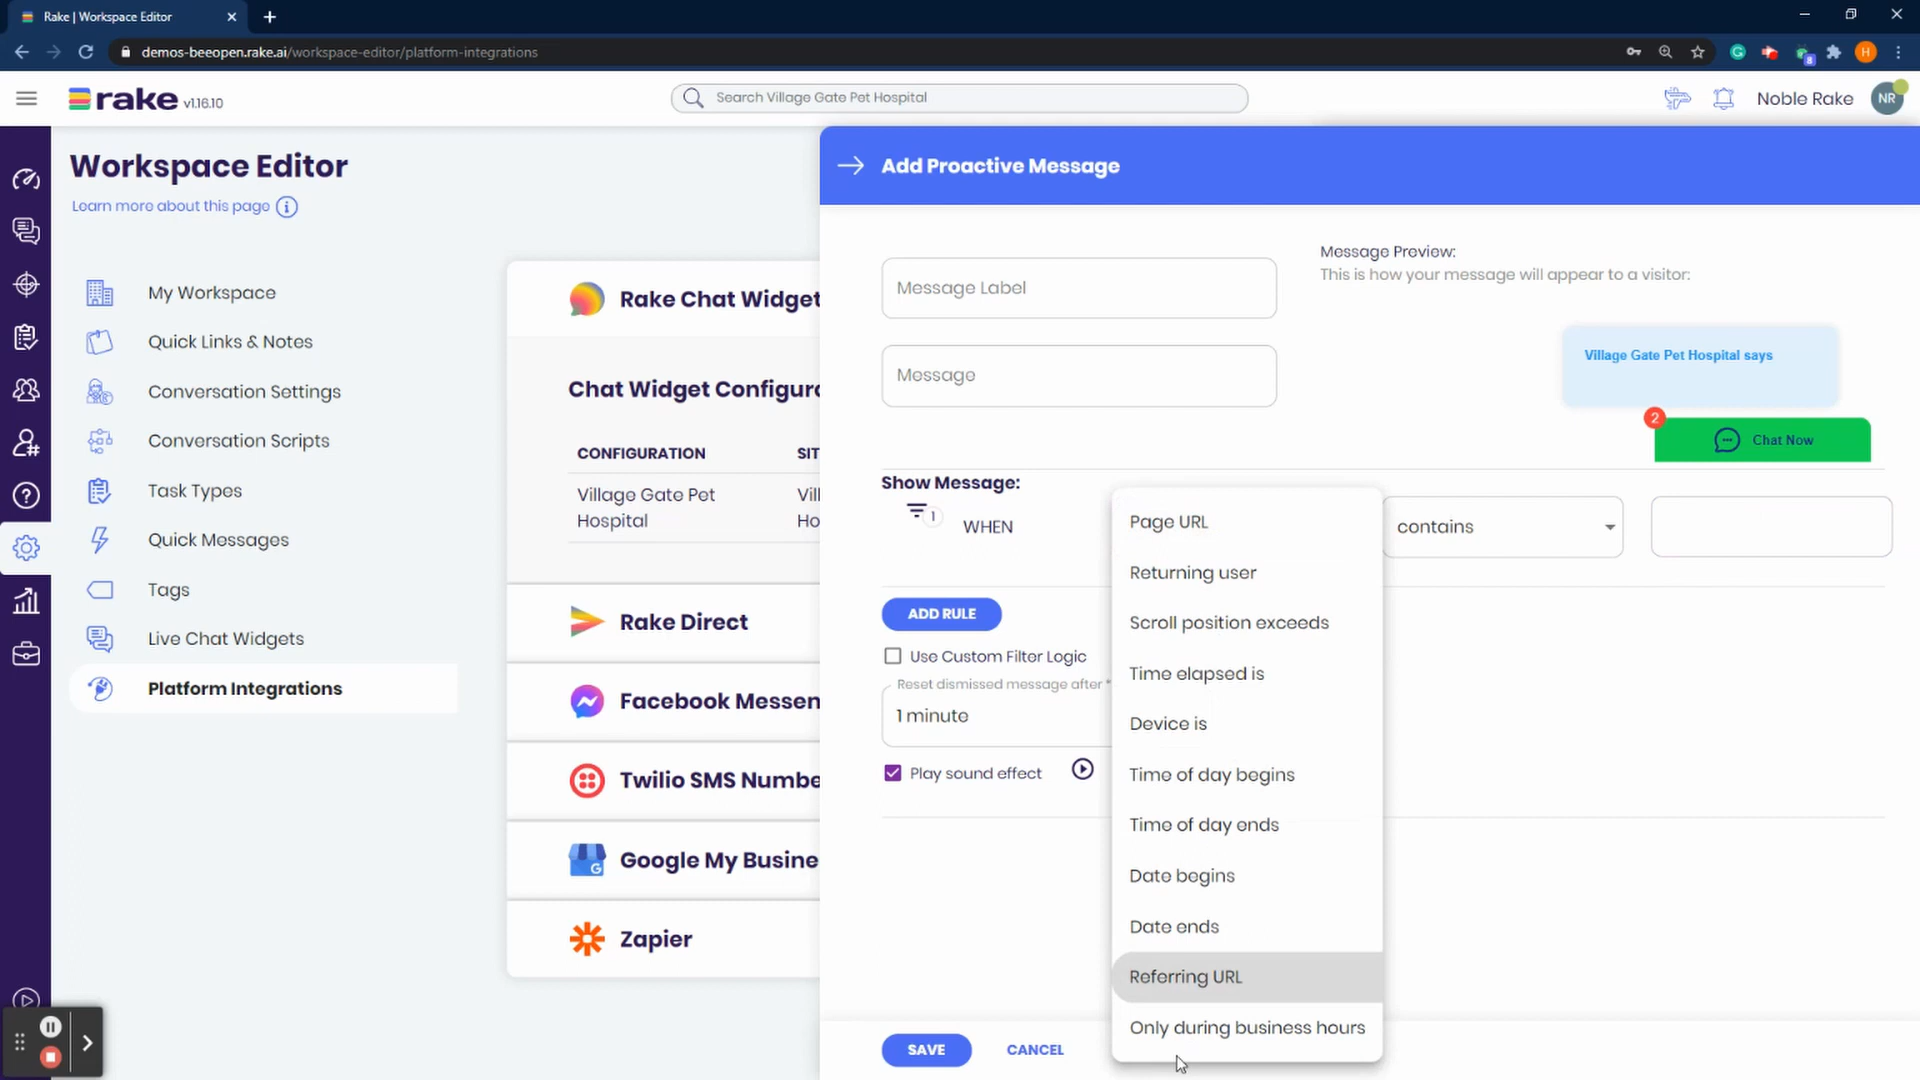 Rake | Workspace Editor
demos-beeopen.rake.ai/workspace-editor/platform-integrations
G
8
H
rake v1.16.10
Search Village Gate Pet Hospital
Noble Rake
NR
Workspace Editor
Learn more about this page
My Workspace
Quick Links & Notes
Conversation Settings
Conversation Scripts
Task Types
Quick Messages
Tags
Live Chat Widgets
Platform Integrations
Rake Chat Widget
Chat Widget Configura
CONFIGURATION
SIT
Village Gate Pet
Hospital
Vill
Ho
Rake Direct
Facebook Messen
Twilio SMS Numbe
Google My Busine
Zapier
Add Proactive Message
Message Label
Message
Message Preview:
This is how your message will appear to a visitor:
Village Gate Pet Hospital says
2
Chat Now
Show Message:
1
WHEN
Page URL
Returning user
Scroll position exceeds
Time elapsed is
Device is
Time of day begins
Time of day ends
Date begins
Date ends
Referring URL
Only during business hours
contains
ADD RULE
Use Custom Filter Logic
Reset dismissed message after *
1 minute
Play sound effect
SAVE
CANCEL